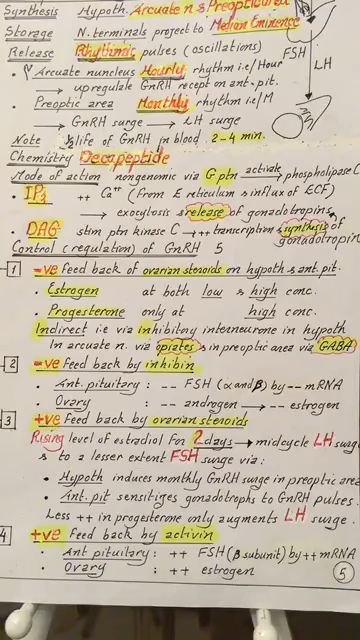 Synthesis Hypoth. Arcuate n & Preoptic area
Storage N. terminals project to Median Eminence
Release Rhythmic pulses (oscillations)
• Arcuate nuncleus Hourly rhythm i.e/Hour
→ upregulate GnRH recept on ant. pit.
• Preoptic area Monthly rhythm i.e/M
→ GnRH surge → LH surge
FSH
LH
Note ½ life of GnRH in blood 2-4 min.
Chemistry Decapeptide
Mode of action nongenomic via G ptn activate → phospholipase C
• IP3 ++ Ca++ (from E reticulum & influx of ECF)
→ exocytosis & release of gonadotropins
• DAG stim ptn kinase C → ++ transcription & synthesis of gonadotropins
Control (regulation) of GnRH 5
1 -ve feed back of ovarian steroids on hypoth & ant. pit.
• Estrogen at both low & high conc.
• Progesterone only at high conc.
Indirect i.e via inhibitory interneurone in hypoth
In arcuate n. via opiates & in preoptic area via GABA
2 -ve feed back by inhibin
• Ant. pituitary : -- FSH (α and β) by -- mRNA
• Ovary : -- androgen → -- estrogen
3 +ve feed back by ovarian steroids
Rising level of estradiol for 2 days → midcycle LH surge
& to a lesser extent FSH surge via:
• Hypoth induces monthly GnRH surge in preoptic area
• Ant. pit sensitizes gonadotrophs to GnRH pulses.
Less ++ in progesterone only augments LH surge.
4 +ve feed back by activin
Ant pituitary : ++ FSH (β subunit) by ++ mRNA
• Ovary : ++ estrogen
5